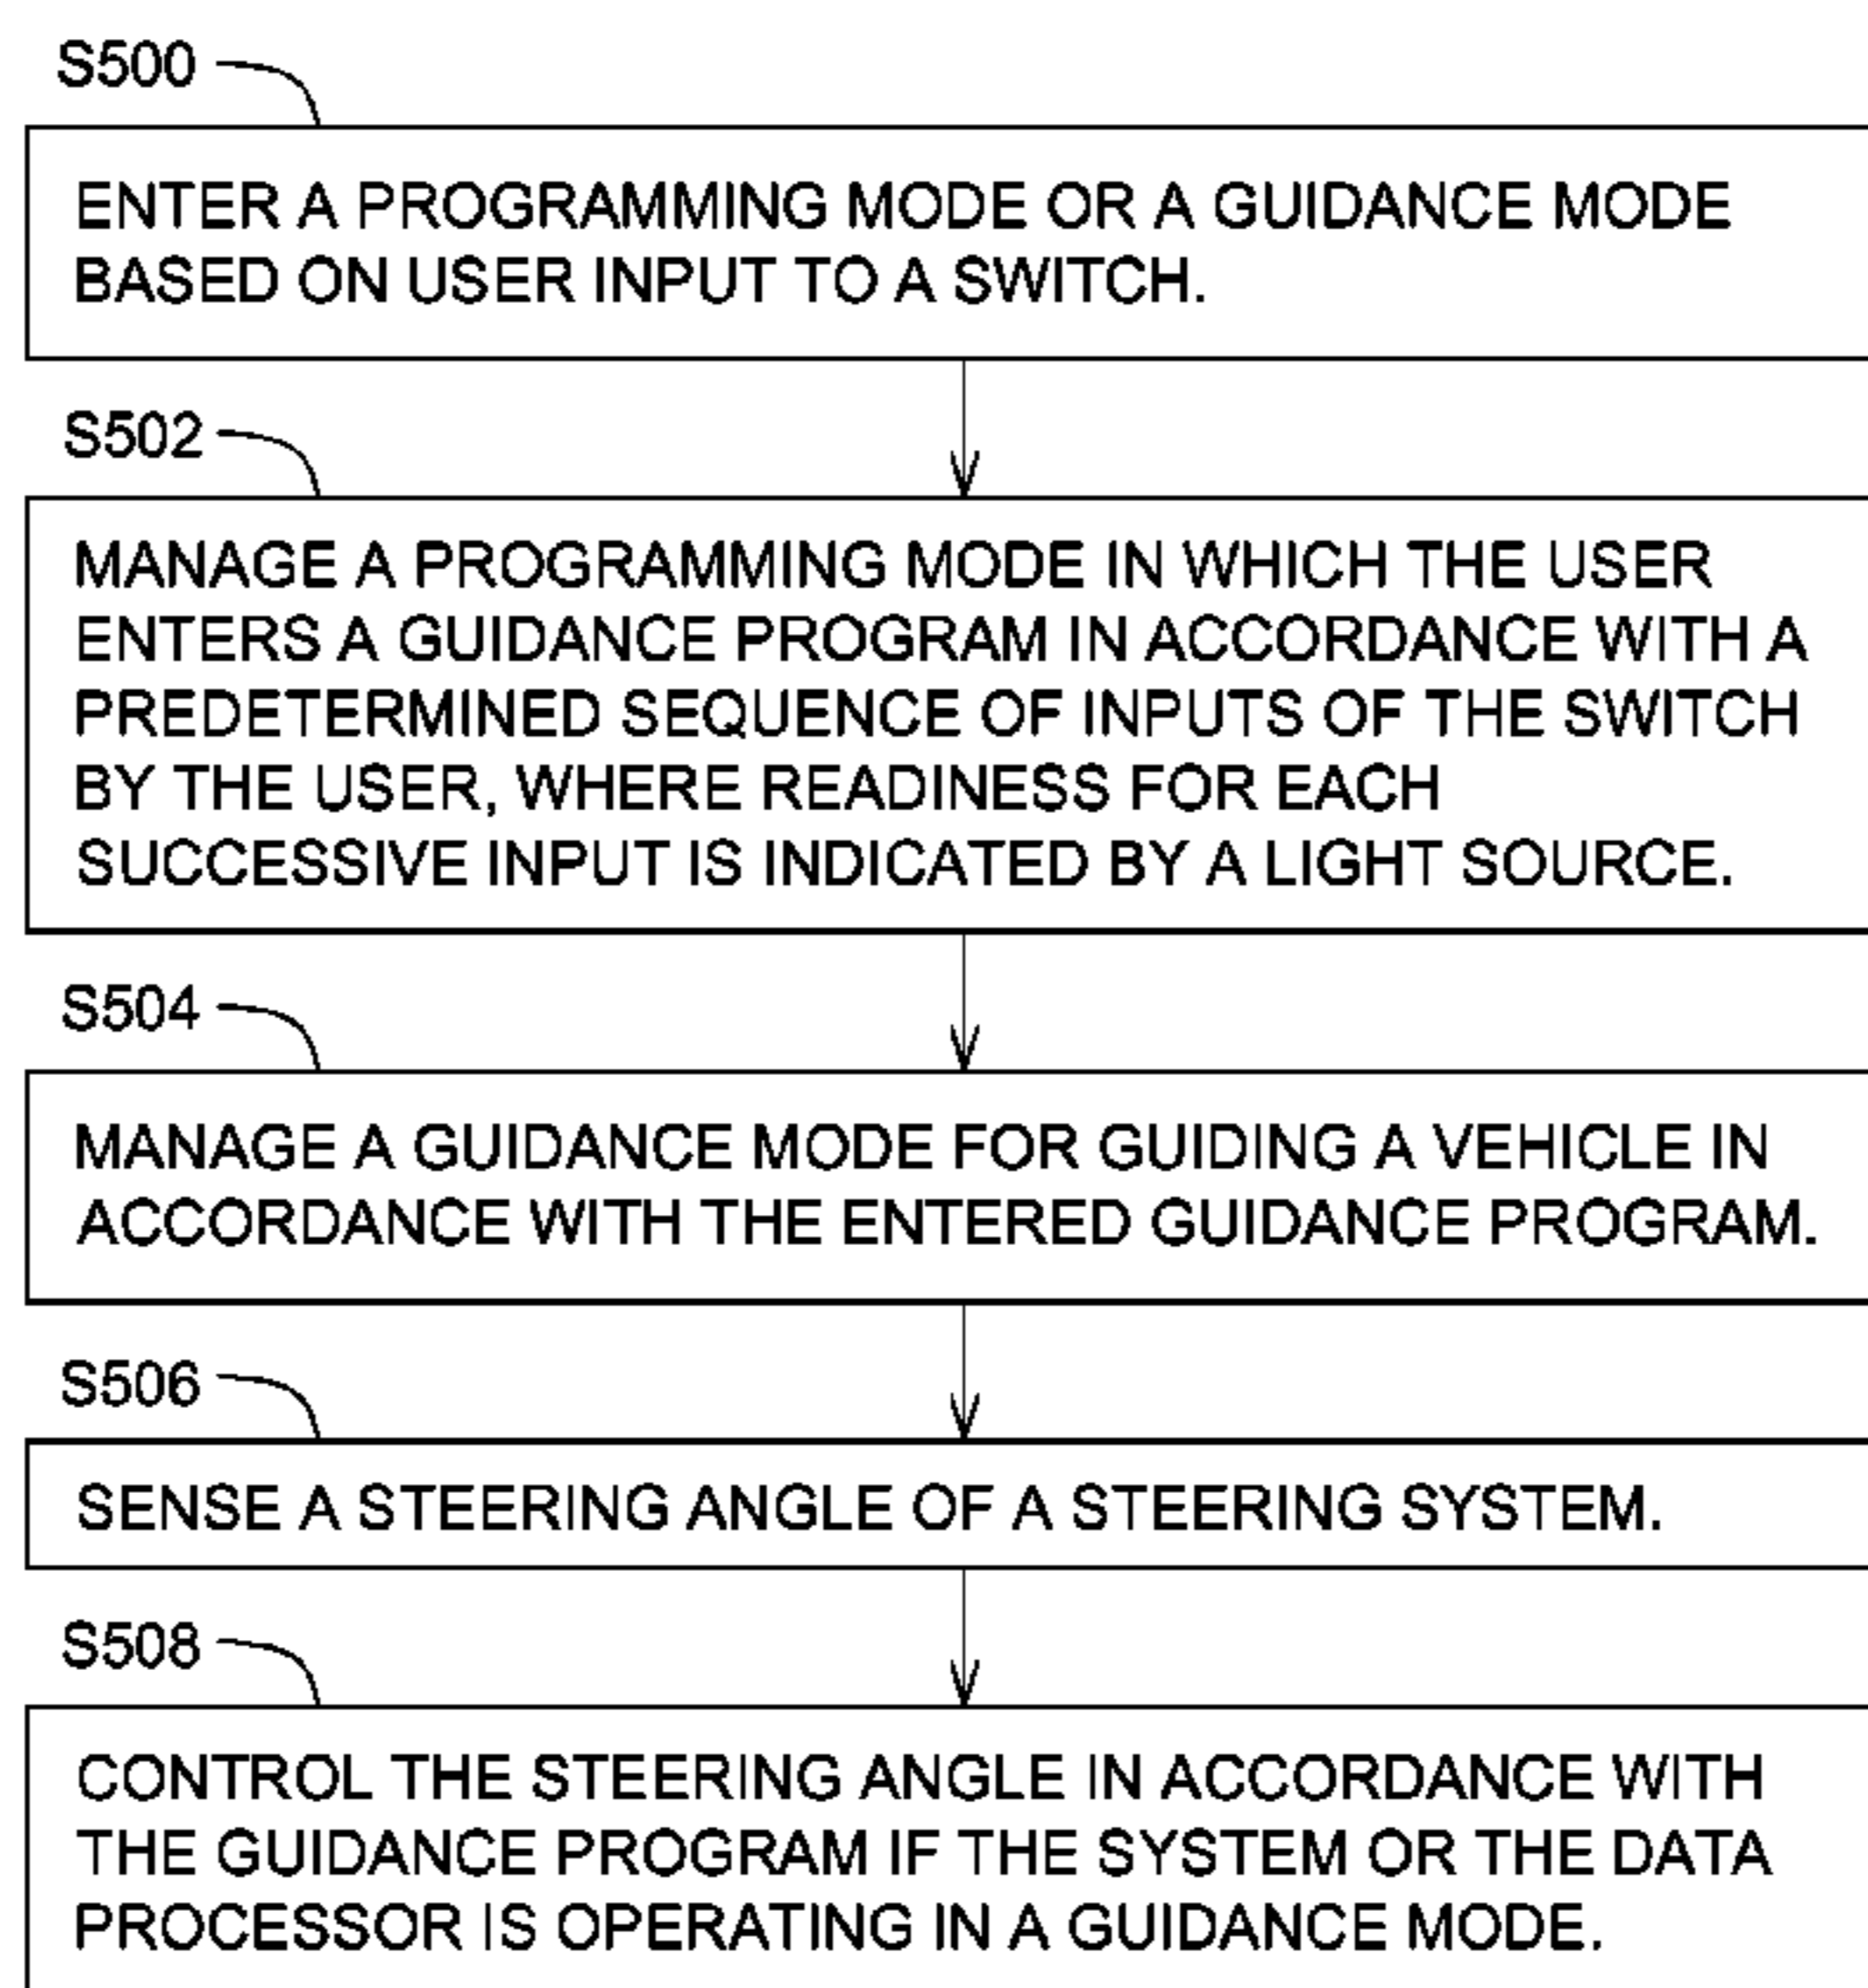 S500
ENTER A PROGRAMMING MODE OR A GUIDANCE MODE
BASED ON USER INPUT TO A SWITCH.
S502
MANAGE A PROGRAMMING MODE IN WHICH THE USER
ENTERS A GUIDANCE PROGRAM IN ACCORDANCE WITH A
PREDETERMINED SEQUENCE OF INPUTS OF THE SWITCH
BY THE USER, WHERE READINESS FOR EACH
SUCCESSIVE INPUT IS INDICATED BY A LIGHT SOURCE.
S504
MANAGE A GUIDANCE MODE FOR GUIDING A VEHICLE IN
ACCORDANCE WITH THE ENTERED GUIDANCE PROGRAM.
S506
SENSE A STEERING ANGLE OF A STEERING SYSTEM.
S508
CONTROL THE STEERING ANGLE IN ACCORDANCE WITH
THE GUIDANCE PROGRAM IF THE SYSTEM OR THE DATA
PROCESSOR IS OPERATING IN A GUIDANCE MODE.